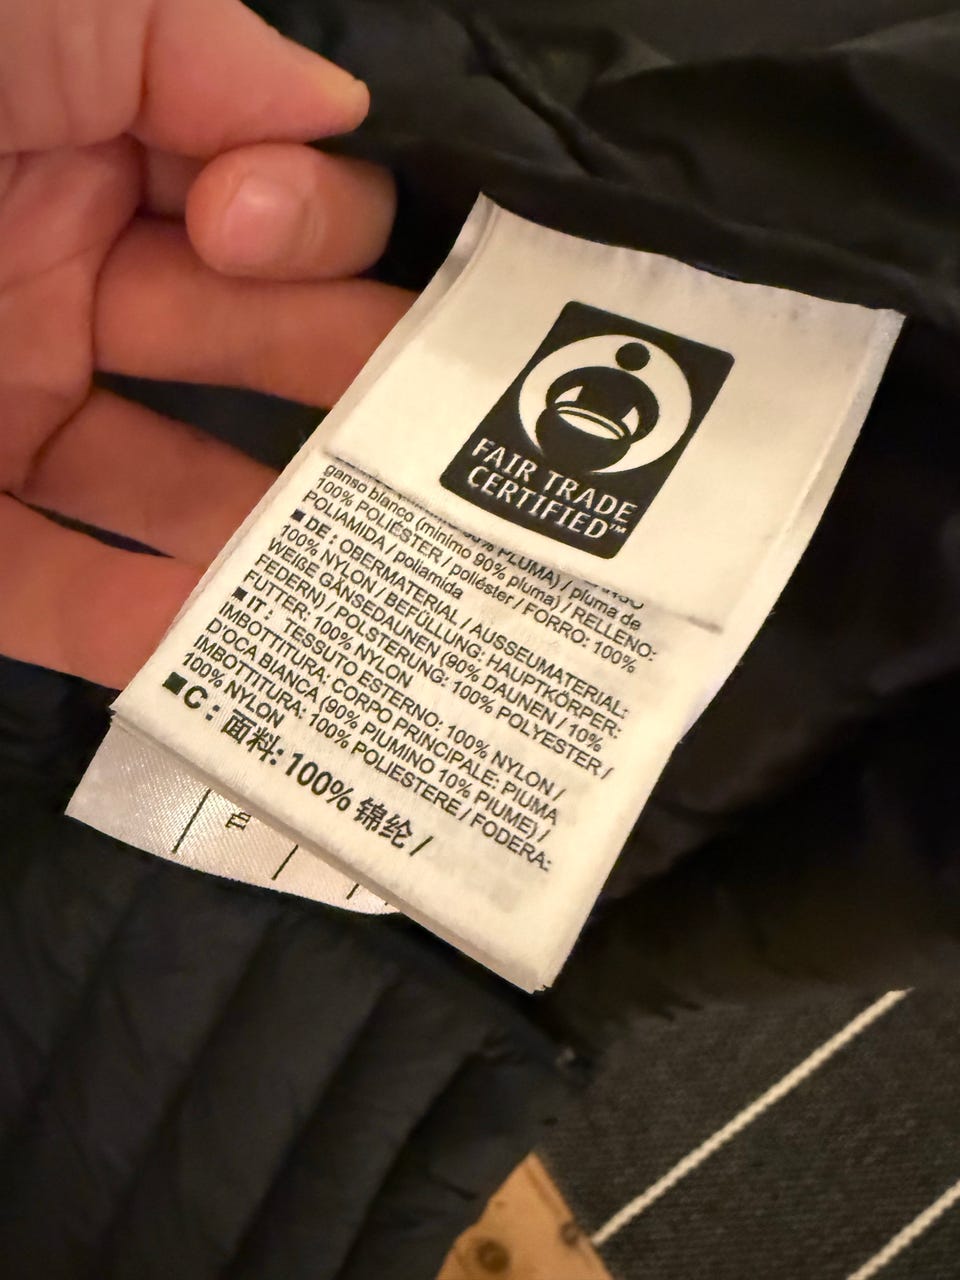 FAIR TRADE
CERTIFIED™
PLUMA) / pluma de
ganso blanco (mínimo 90% pluma) / RELLENO:
100% POLIÉSTER / poliéster / FORRO: 100%
POLIAMIDA / poliamida
■ DE : OBERMATERIAL / AUSSEUMATERIAL:
100% NYLON / BEFÜLLUNG: HAUPTKÖRPER:
WEIßE GÄNSEDAUNEN (90% DAUNEN / 10%
FEDERN) / POLSTERUNG: 100% POLYESTER /
FUTTER: 100% NYLON
■ IT : TESSUTO ESTERNO: 100% NYLON /
IMBOTTITURA: CORPO PRINCIPALE: PIUMA
D'OCA BIANCA (90% PIUMINO 10% PIUME) /
IMBOTTITURA: 100% POLIESTERE / FODERA:
100% NYLON
■ C : 面料: 100% 锦纶 /